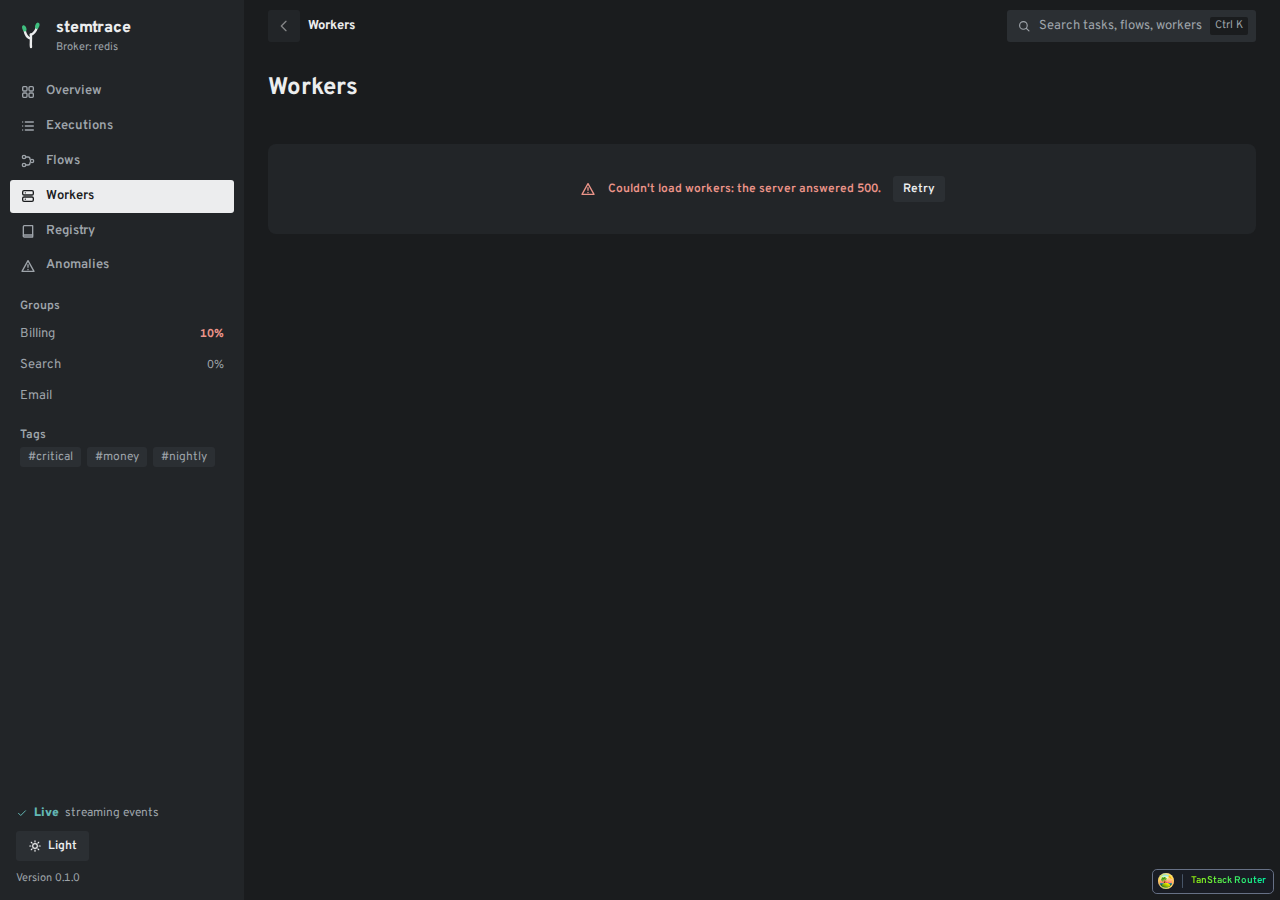 stemtrace
Broker: redis
Overview
Executions
Flows
Workers
Registry
Anomalies
Groups
Billing 10%
Search 0%
Email
Tags
#critical #money #nightly
Live streaming events
Light
Version 0.1.0
Workers
Search tasks, flows, workers Ctrl K
Workers
Couldn't load workers: the server answered 500. Retry
TanStack Router